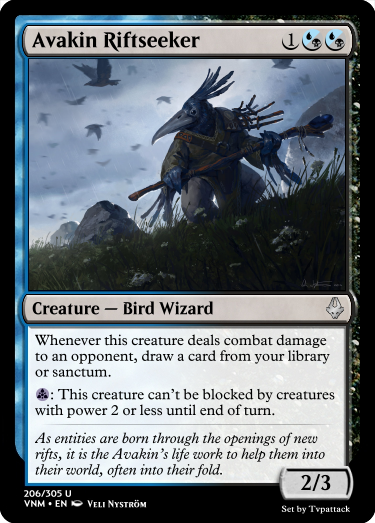 Avakin Riftseeker 1
Creature — Bird Wizard
Whenever this creature deals combat damage
to an opponent, draw a card from your library
or sanctum.
: This creature can't be blocked by creatures
with power 2 or less until end of turn.
As entities are born through the openings of new
rifts, it is the Avakin's life work to help them into
their world, often into their fold.
2/3
206/305 U
VNM • EN Veli Nyström
Set by Tvpattack